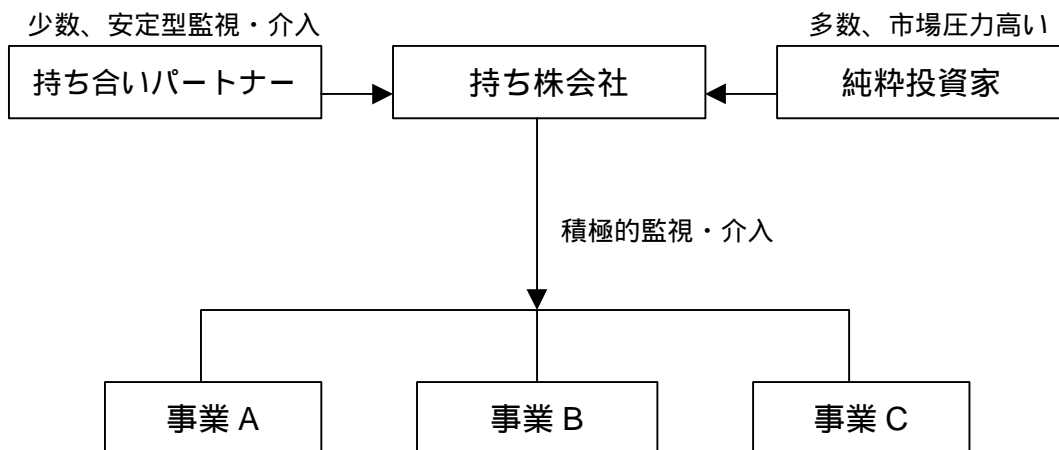 少数、安定型監視・介入
多数、市場圧力高い
持ち合いパートナー
持ち株会社
純粋投資家
積極的監視・介入
事業 A
事業 B
事業 C